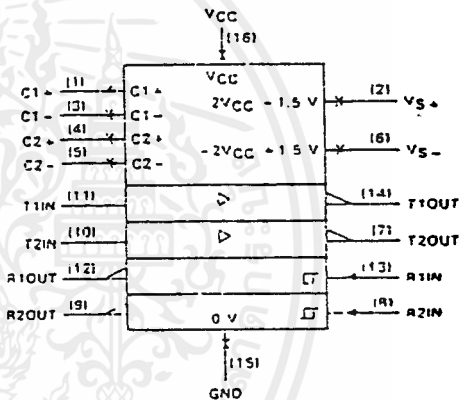 VCC
(16)
VCC
C1+ (1) C1+
2VCC - 1.5 V (2) VS+
C1- (3) C1-
C2+ (4) C2+
-2VCC + 1.5 V (6) VS-
C2- (5) C2-
T1IN (11) (14) T1OUT
T2IN (10) (7) T2OUT
R1OUT (12) (13) R1IN
R2OUT (9) (8) R2IN
0 V
(15)
GND